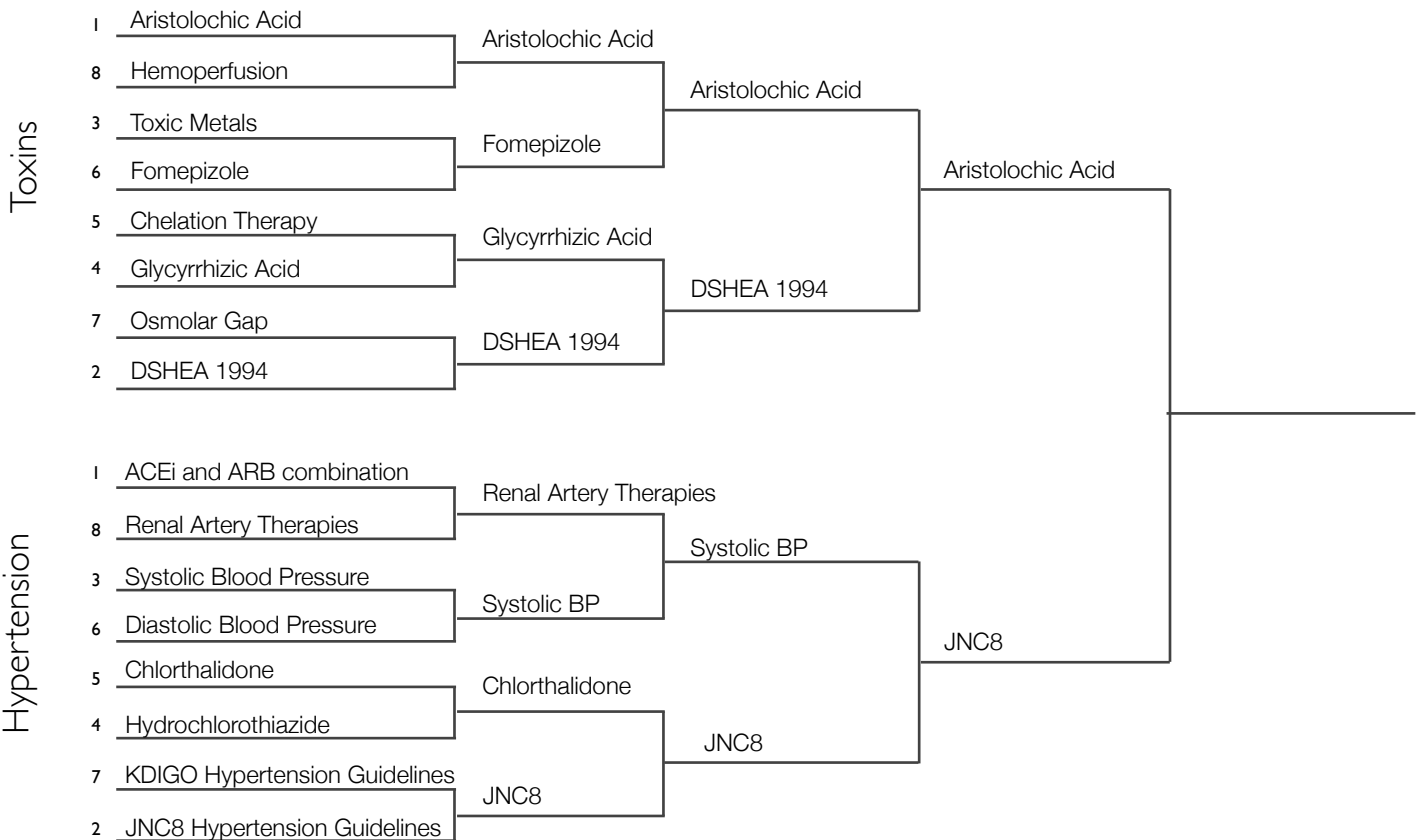 Toxins
1 Aristolochic Acid
8 Hemoperfusion
3 Toxic Metals
6 Fomepizole
5 Chelation Therapy
4 Glycyrrhizic Acid
7 Osmolar Gap
2 DSHEA 1994
Aristolochic Acid
Fomepizole
Glycyrrhizic Acid
DSHEA 1994
Aristolochic Acid
DSHEA 1994
Aristolochic Acid
Hypertension
1 ACEi and ARB combination
8 Renal Artery Therapies
3 Systolic Blood Pressure
6 Diastolic Blood Pressure
5 Chlorthalidone
4 Hydrochlorothiazide
7 KDIGO Hypertension Guidelines
2 JNC8 Hypertension Guidelines
Renal Artery Therapies
Systolic BP
Chlorthalidone
JNC8
Systolic BP
JNC8
JNC8